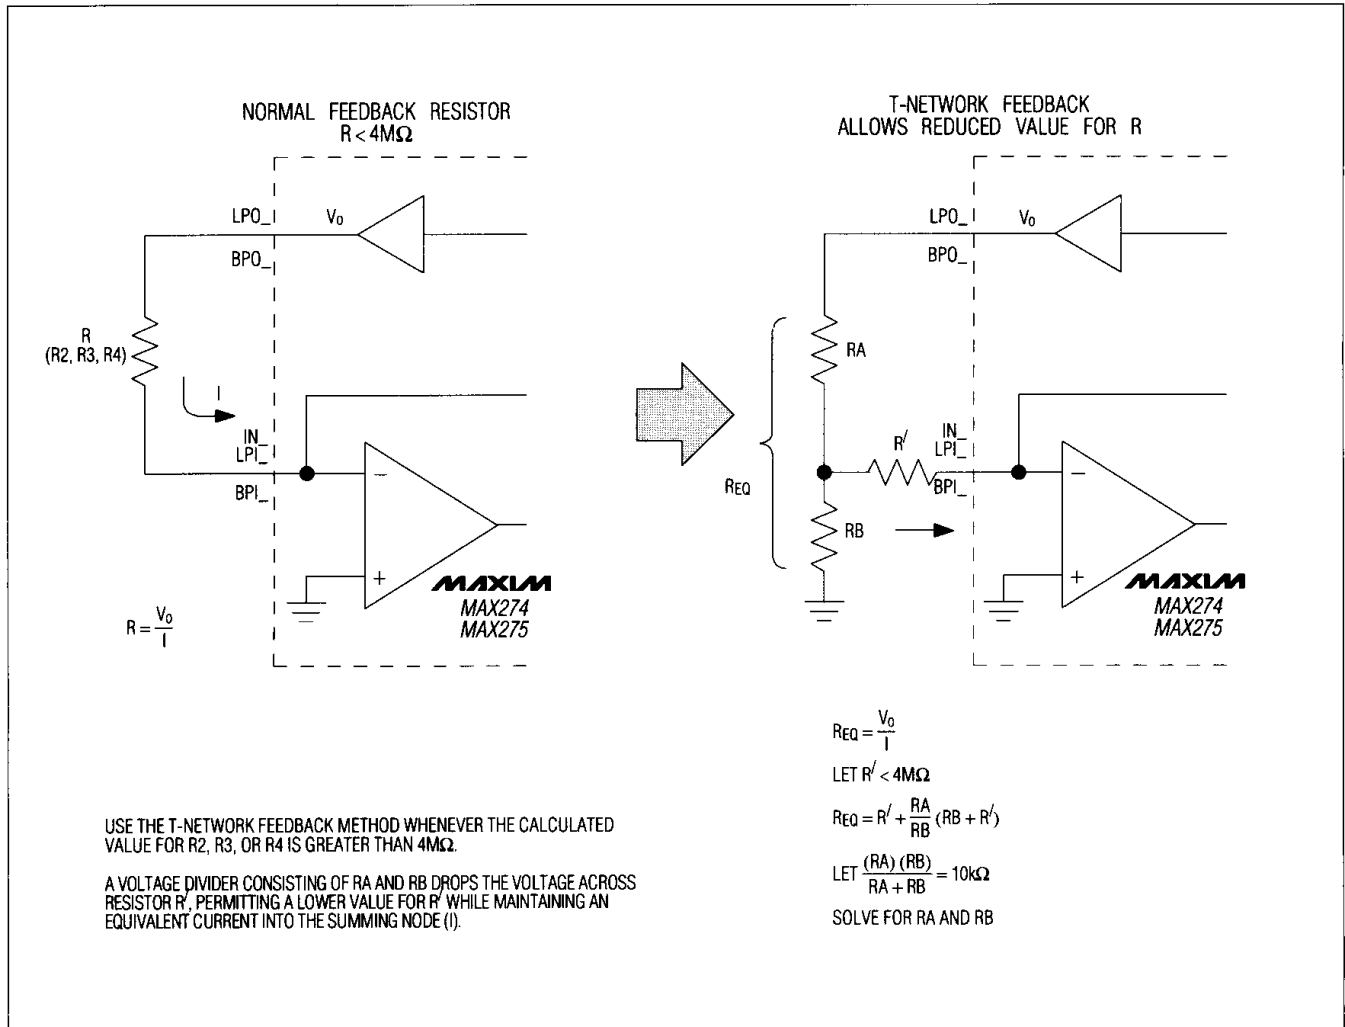 NORMAL FEEDBACK RESISTOR
R < 4MΩ
LPO_
V₀
BPO_
R
(R2, R3, R4)
I
IN_
LPI_
BPI_
−
+
MAXIM
MAX274
MAX275
R = V₀/I
T-NETWORK FEEDBACK
ALLOWS REDUCED VALUE FOR R
LPO_
V₀
BPO_
RA
REQ
R′
IN_
LPI_
BPI_
RB
−
+
MAXIM
MAX274
MAX275
REQ = V₀/I
LET R′ < 4MΩ
REQ = R′ + RA/RB (RB + R′)
LET (RA) (RB)/RA + RB = 10kΩ
SOLVE FOR RA AND RB
USE THE T-NETWORK FEEDBACK METHOD WHENEVER THE CALCULATED
VALUE FOR R2, R3, OR R4 IS GREATER THAN 4MΩ.
A VOLTAGE DIVIDER CONSISTING OF RA AND RB DROPS THE VOLTAGE ACROSS
RESISTOR R′, PERMITTING A LOWER VALUE FOR R′ WHILE MAINTAINING AN
EQUIVALENT CURRENT INTO THE SUMMING NODE (I).